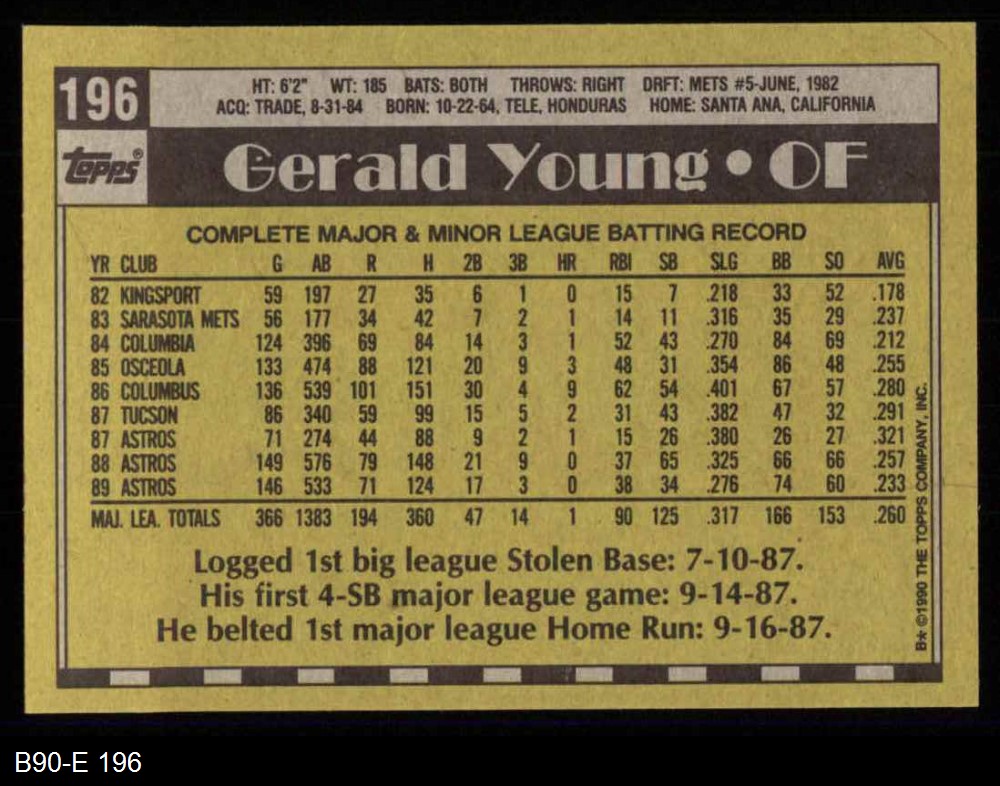 196
HT: 6'2" WT: 185 BATS: BOTH THROWS: RIGHT DRFT: METS #5-JUNE, 1982
ACQ: TRADE, 8-31-84 BORN: 10-22-64, TELE, HONDURAS HOME: SANTA ANA, CALIFORNIA
TOPPS®
Gerald Young • OF
COMPLETE MAJOR & MINOR LEAGUE BATTING RECORD
YR CLUB G AB R H 2B 3B HR RBI SB SLG BB SO AVG
82 KINGSPORT 59 197 27 35 6 1 0 15 7 .218 33 52 .178
83 SARASOTA METS 56 177 34 42 7 2 1 14 11 .316 35 29 .237
84 COLUMBIA 124 396 69 84 14 3 1 52 43 .270 84 69 .212
85 OSCEOLA 133 474 88 121 20 9 3 48 31 .354 86 48 .255
86 COLUMBUS 136 539 101 151 30 4 9 62 54 .401 67 57 .280
87 TUCSON 86 340 59 99 15 5 2 31 43 .382 47 32 .291
87 ASTROS 71 274 44 88 9 2 1 15 26 .380 26 27 .321
88 ASTROS 149 576 79 148 21 9 0 37 65 .325 66 66 .257
89 ASTROS 146 533 71 124 17 3 0 38 34 .276 74 60 .233
MAJ. LEA. TOTALS 366 1383 194 360 47 14 1 90 125 .317 166 153 .260
Logged 1st big league Stolen Base: 7-10-87.
His first 4-SB major league game: 9-14-87.
He belted 1st major league Home Run: 9-16-87.
B* ©1990 THE TOPPS COMPANY, INC.
B90-E 196